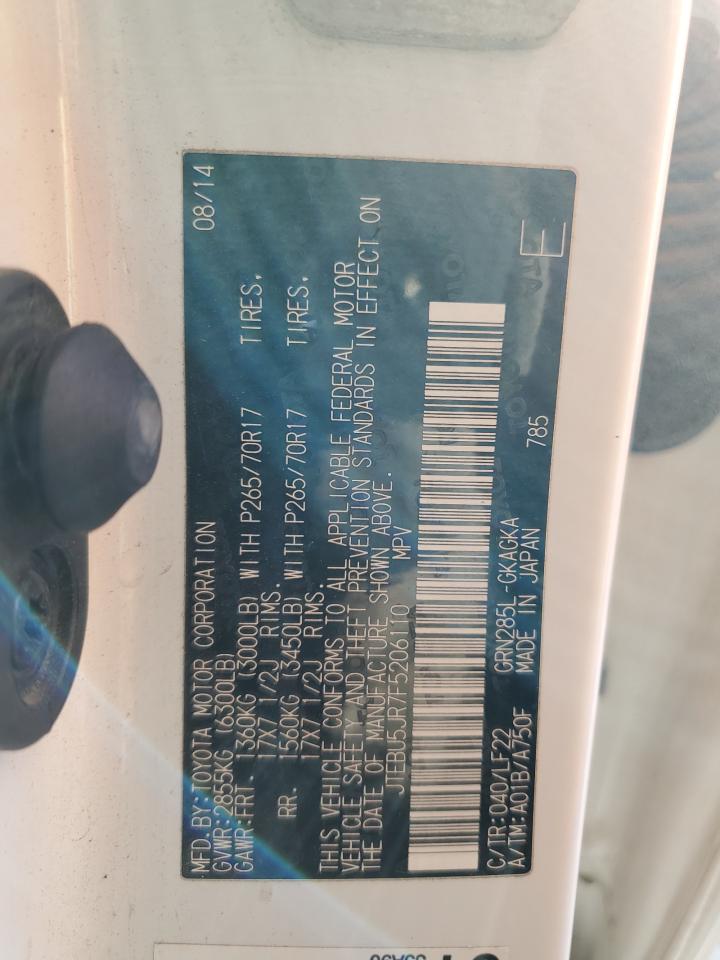 MFD.BY:TOYOTA MOTOR CORPORATION 08/14
GVWR:2855KG (6300LB)
GAWR:FRT. 1360KG (3000LB) WITH P265/70R17 TIRES,
17X7 1/2J RIMS.
RR. 1560KG (3450LB) WITH P265/70R17 TIRES,
17X7 1/2J RIMS.
THIS VEHICLE CONFORMS TO ALL APPLICABLE FEDERAL MOTOR
VEHICLE SAFETY AND THEFT PREVENTION STANDARDS IN EFFECT ON
THE DATE OF MANUFACTURE SHOWN ABOVE.
JTEBU5JR7F5206110 MPV
C/TR:040/LF22 GRN285L-GKAGKA
A/TM:A01B/A750F MADE IN JAPAN 785 E